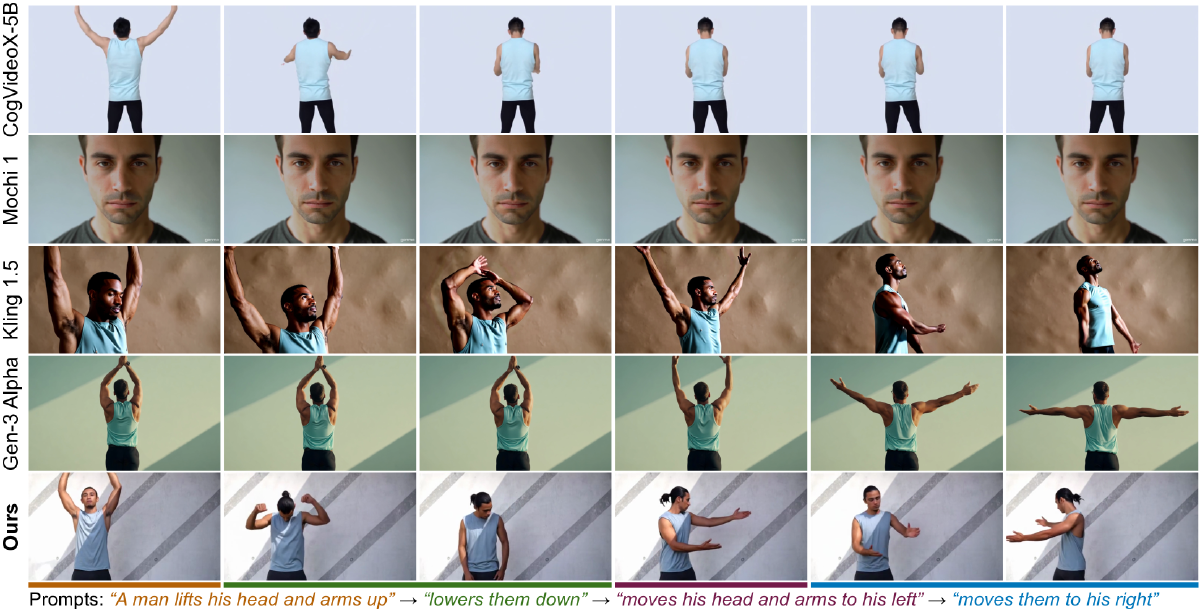 CogVideoX-5B
Mochi 1
Kling 1.5
Gen-3 Alpha
Ours
Prompts: “A man lifts his head and arms up” → “lowers them down” → “moves his head and arms to his left” → “moves them to his right”